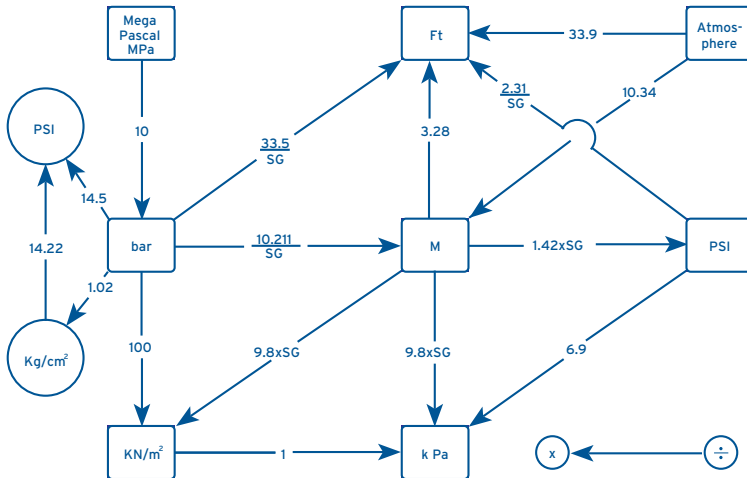 Mega
Pascal
MPa
Ft
33.9
Atmos-
phere
2.31
SG
10.34
PSI
10
33.5
SG
3.28
14.5
14.22
bar
10.211
SG
M
1.42xSG
PSI
1.02
Kg/cm²
100
9.8xSG
9.8xSG
6.9
KN/m²
1
k Pa
x
÷